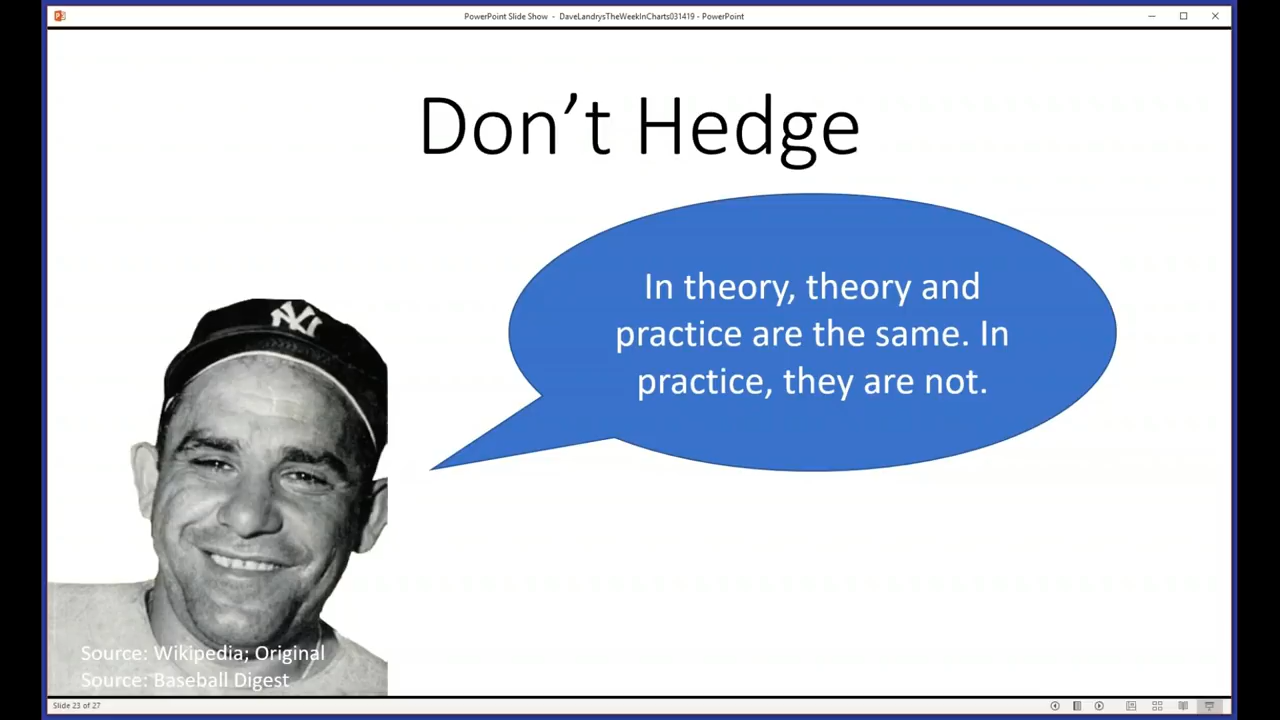 PowerPoint Slide Show - DaveLandrysTheWeekInCharts031419 - PowerPoint
Don’t Hedge
In theory, theory and
practice are the same. In
practice, they are not.
NY
Source: Wikipedia; Original
Source: Baseball Digest
Slide 23 of 27